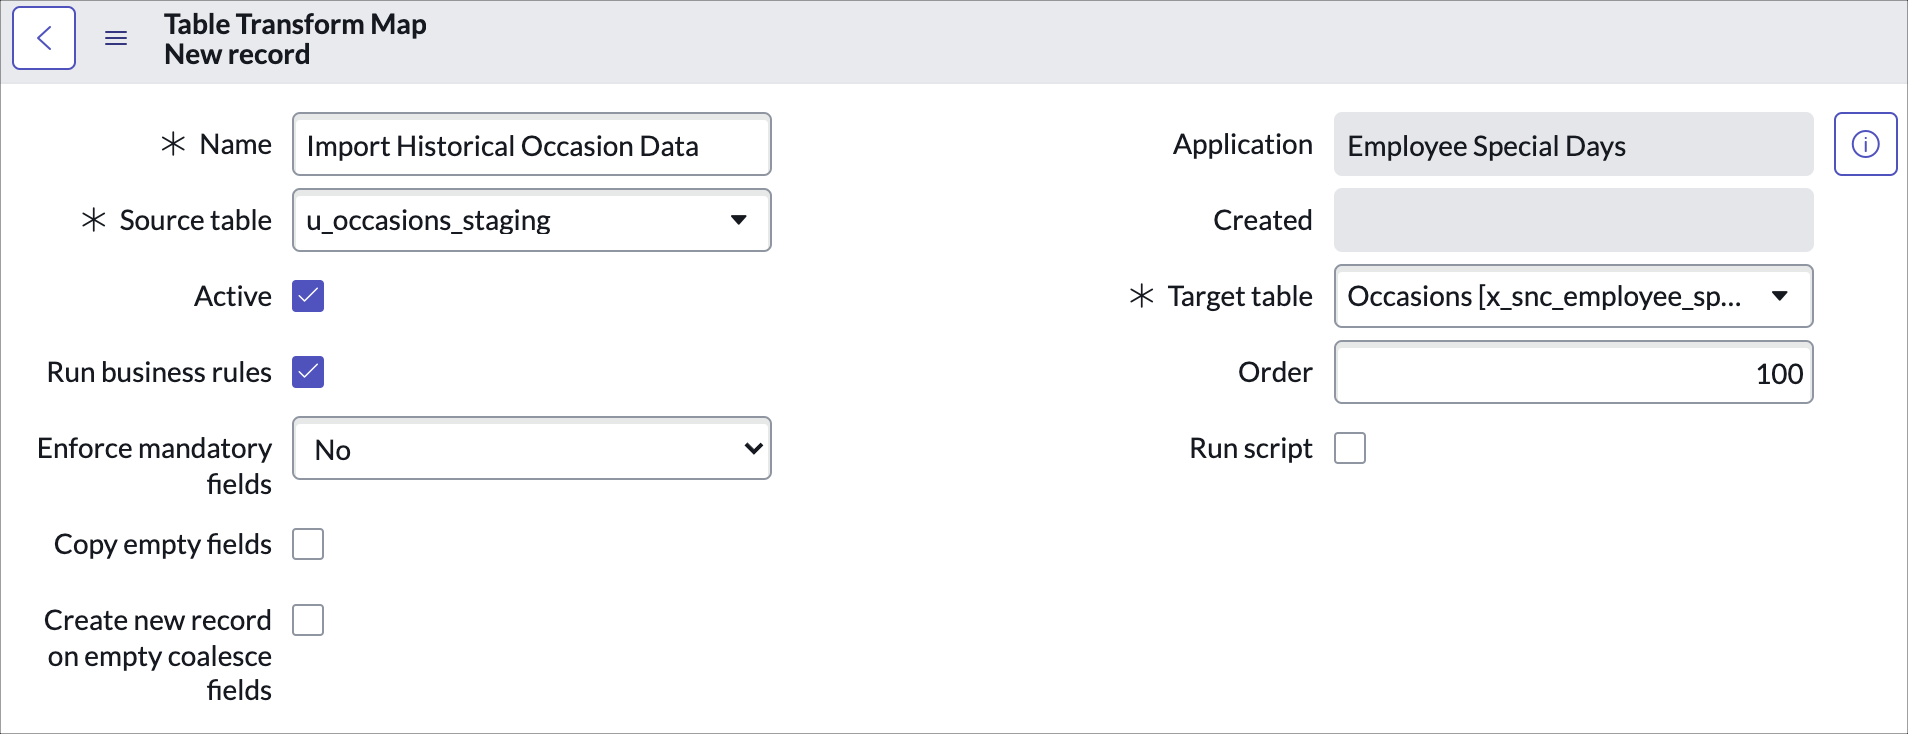 Table Transform Map
New record
* Name
Import Historical Occasion Data
* Source table
u_occasions_staging
Active
Run business rules
Enforce mandatory
fields
No
Copy empty fields
Create new record
on empty coalesce
fields
Application
Employee Special Days
Created
* Target table
Occasions [x_snc_employee_sp...
Order
100
Run script